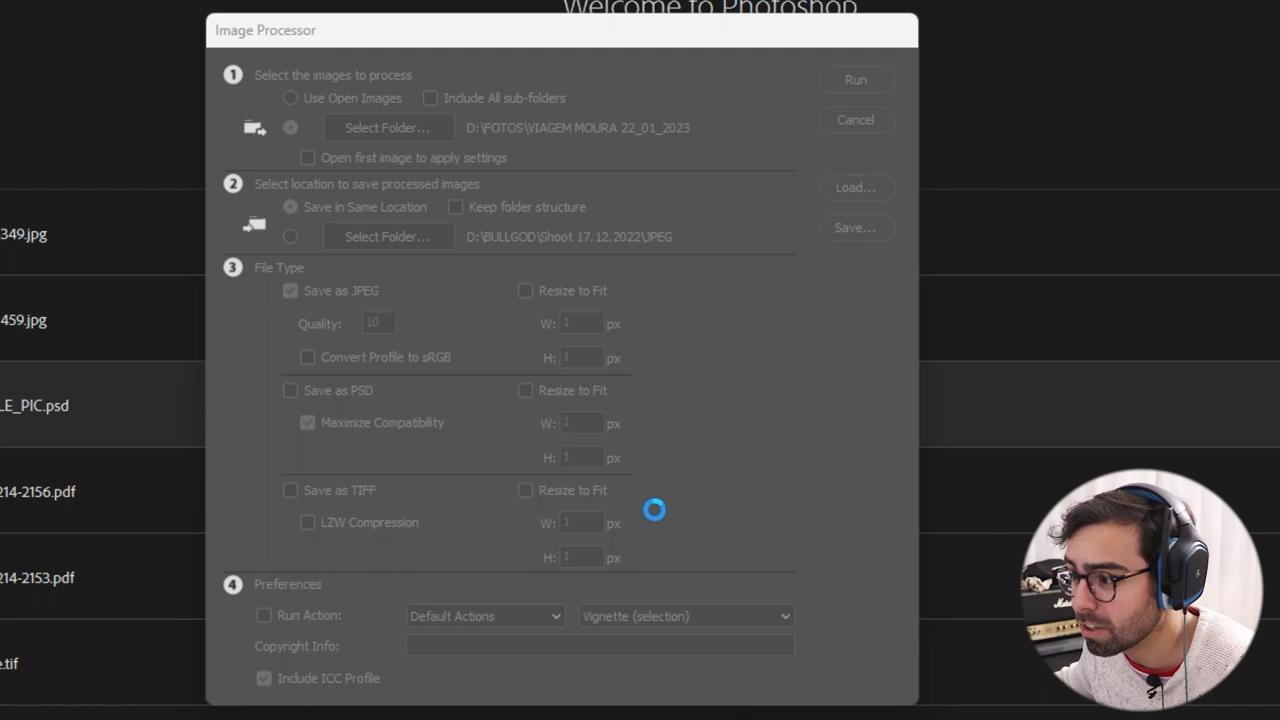 Welcome to Photoshop
Image Processor
1 Select the images to process
Run
Use Open Images
Include All sub-folders
Select Folder...
D:\FOTOS\VIAGEM MOURA 22_01_2023
Cancel
Open first image to apply settings
2 Select location to save processed images
Load...
Save in Same Location
Keep folder structure
Save...
Select Folder...
D:\BULLGOD\Shoot 17.12.2022\JPEG
349.jpg
3 File Type
Save as JPEG
Resize to Fit
Quality: 10
W: 1 px
459.jpg
Convert Profile to sRGB
H: 1 px
Save as PSD
Resize to Fit
LE_PIC.psd
Maximize Compatibility
W: 1 px
H: 1 px
Save as TIFF
Resize to Fit
214-2156.pdf
LZW Compression
W: 1 px
H: 1 px
214-2153.pdf
4 Preferences
Run Action:
Default Actions
Vignette (selection)
Copyright Info:
e.tif
Include ICC Profile
Marshall